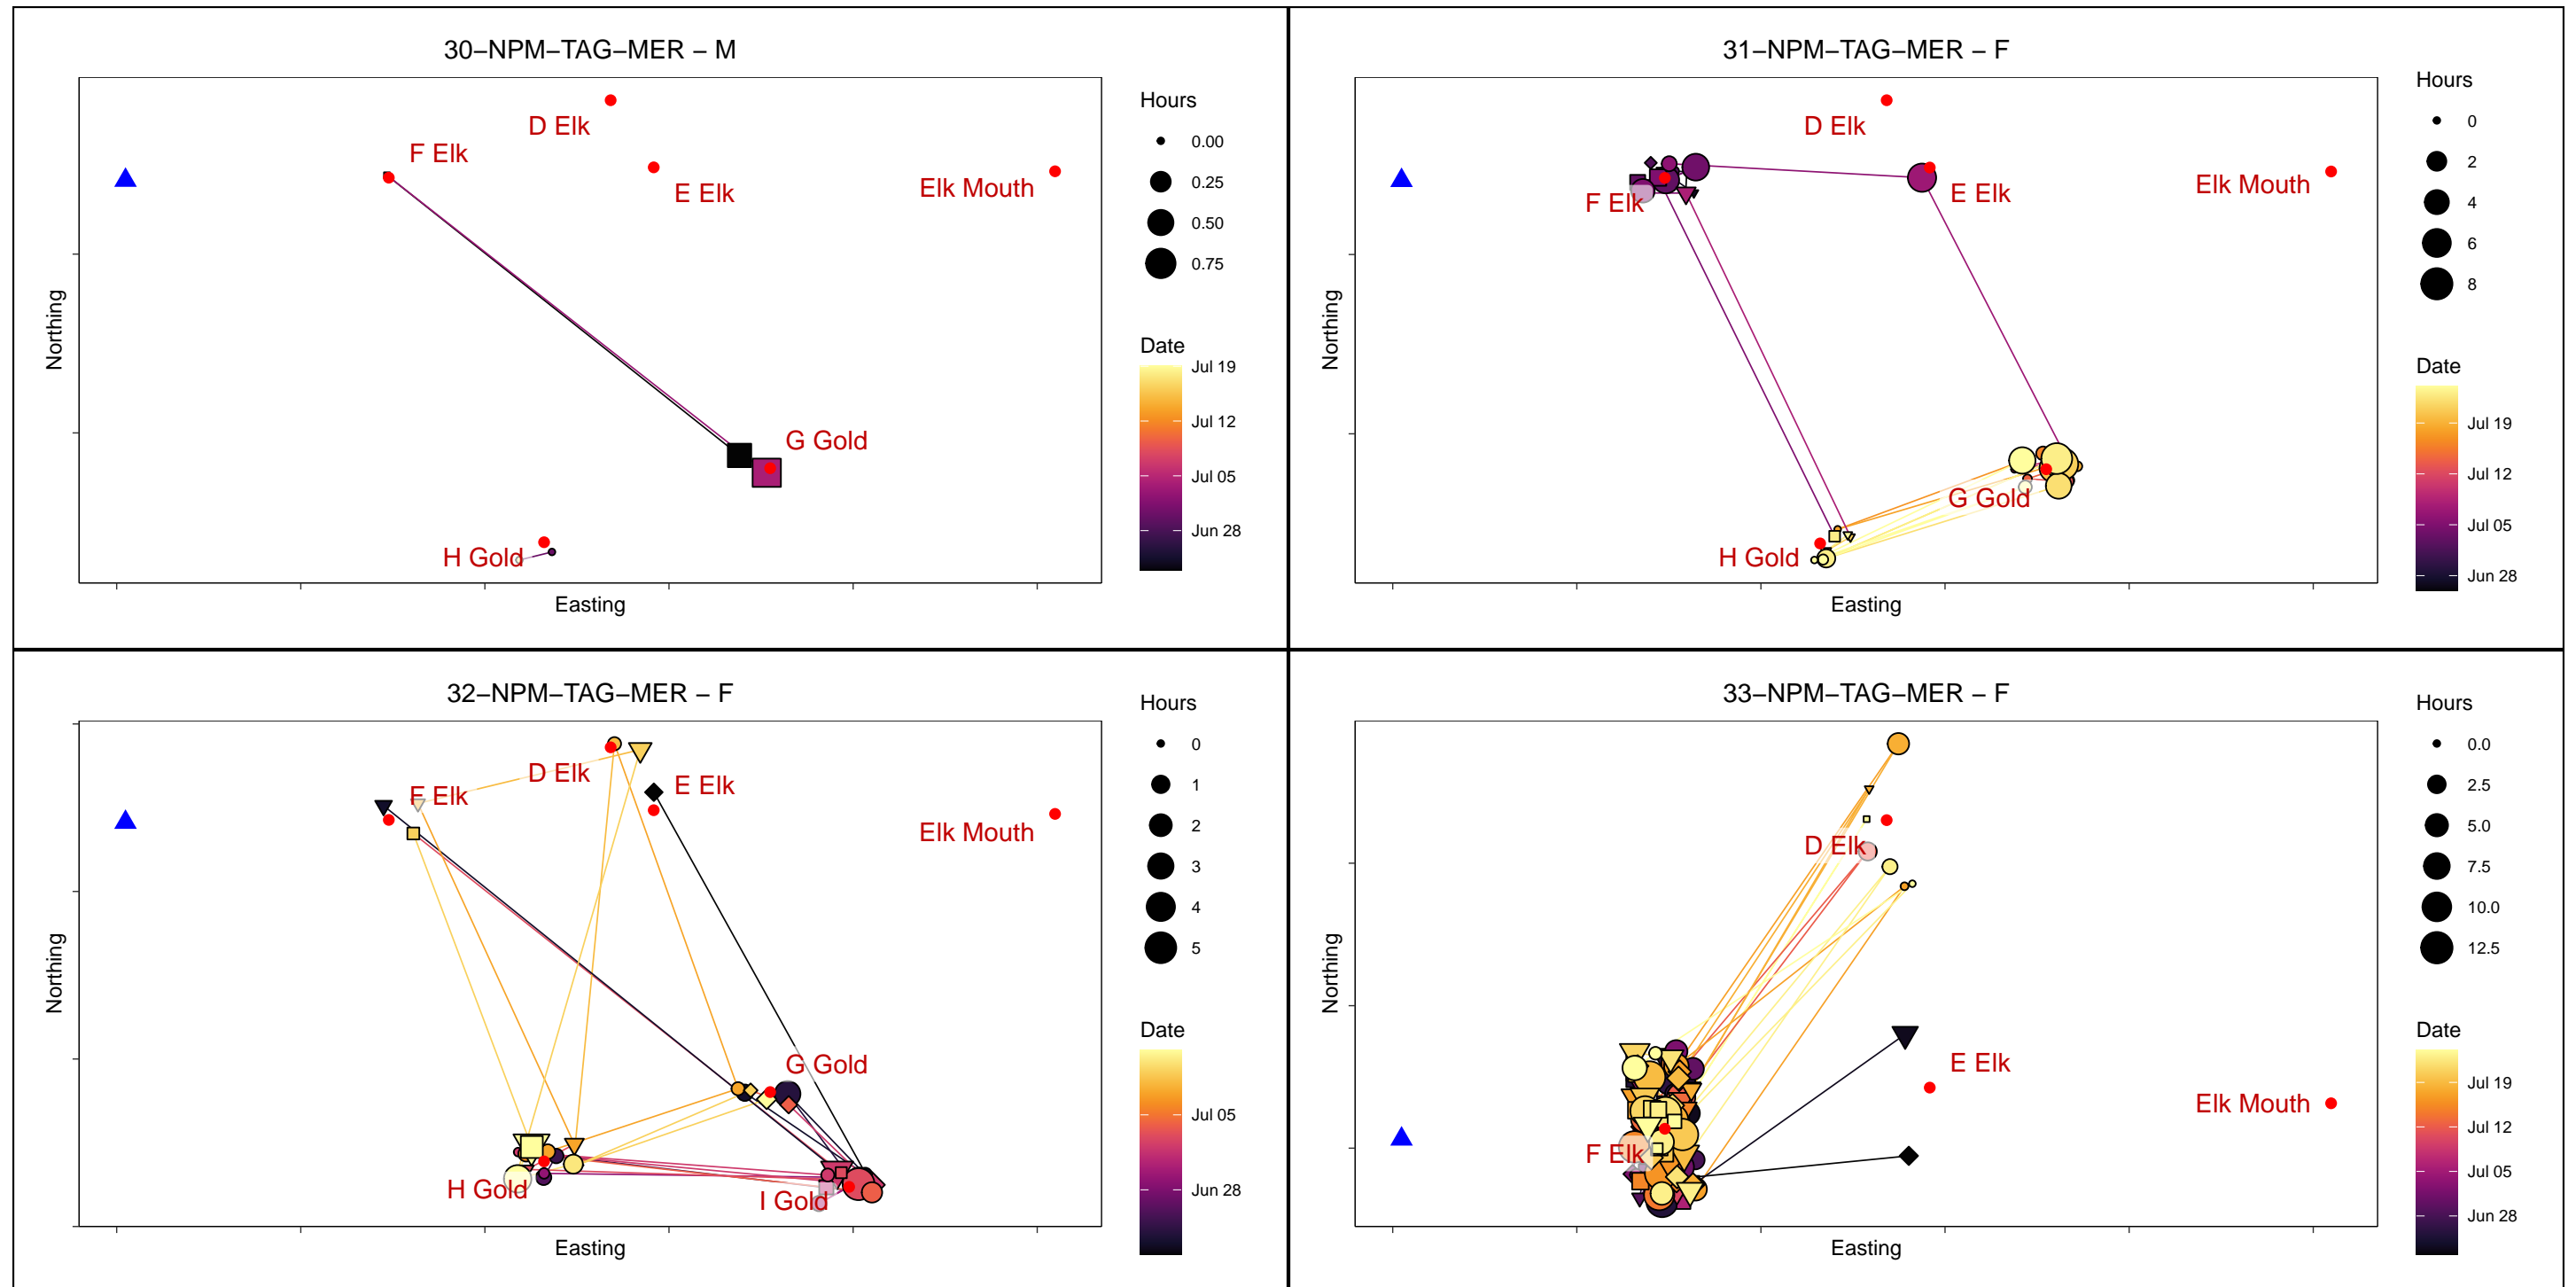 30–NPM–TAG–MER – M
D Elk
F Elk
E Elk
Elk Mouth
G Gold
H Gold
Northing
Easting
Hours
0.00
0.25
0.50
0.75
Date
Jul 19
Jul 12
Jul 05
Jun 28
31–NPM–TAG–MER – F
D Elk
F Elk
E Elk
Elk Mouth
G Gold
H Gold
Northing
Easting
Hours
0
2
4
6
8
Date
Jul 19
Jul 12
Jul 05
Jun 28
32–NPM–TAG–MER – F
D Elk
E Elk
F Elk
Elk Mouth
G Gold
H Gold
I Gold
Northing
Easting
Hours
0
1
2
3
4
5
Date
Jul 05
Jun 28
33–NPM–TAG–MER – F
D Elk
E Elk
Elk Mouth
F Elk
Northing
Easting
Hours
0.0
2.5
5.0
7.5
10.0
12.5
Date
Jul 19
Jul 12
Jul 05
Jun 28